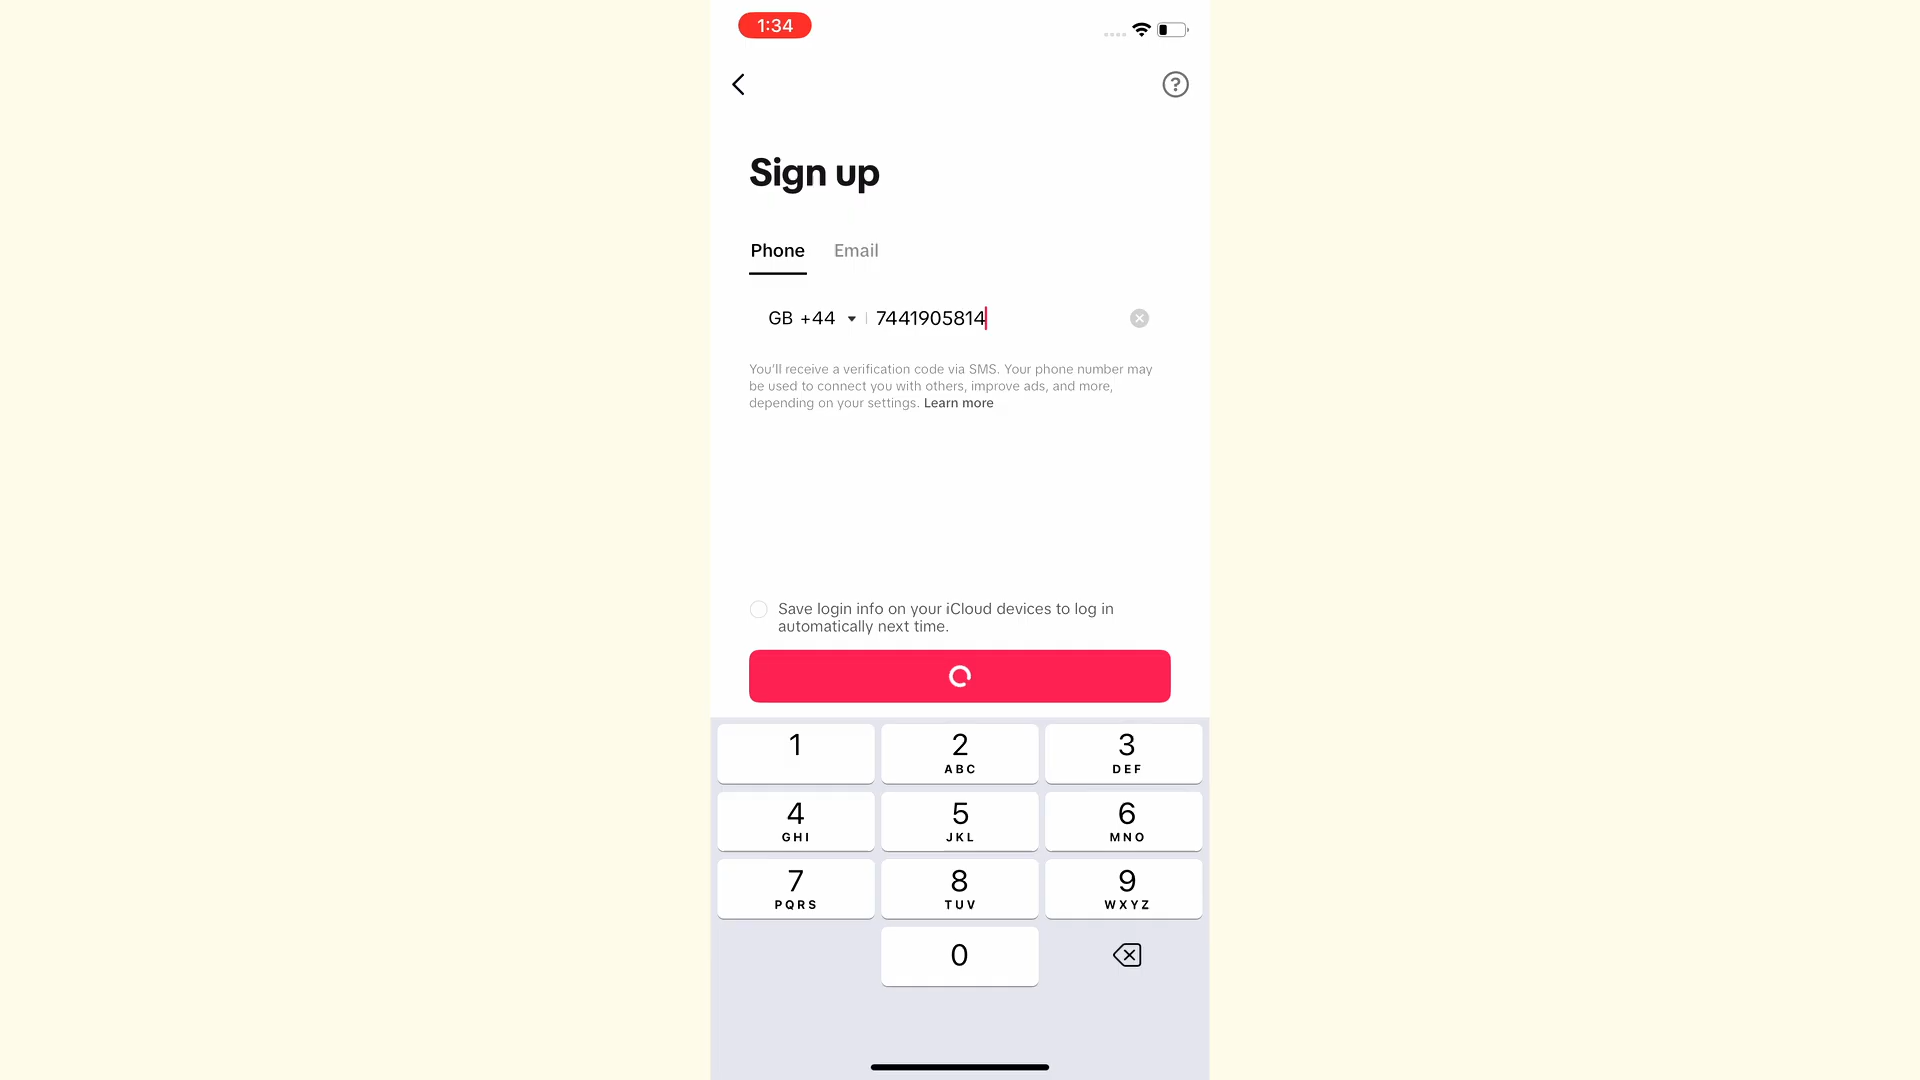 1:34
Sign up
Phone Email
GB +44 7441905814
You'll receive a verification code via SMS. Your phone number may
be used to connect you with others, improve ads, and more,
depending on your settings. Learn more
Save login info on your iCloud devices to log in
automatically next time.
1 2 3
ABC DEF
4 5 6
GHI JKL MNO
7 8 9
PQRS TUV WXYZ
0